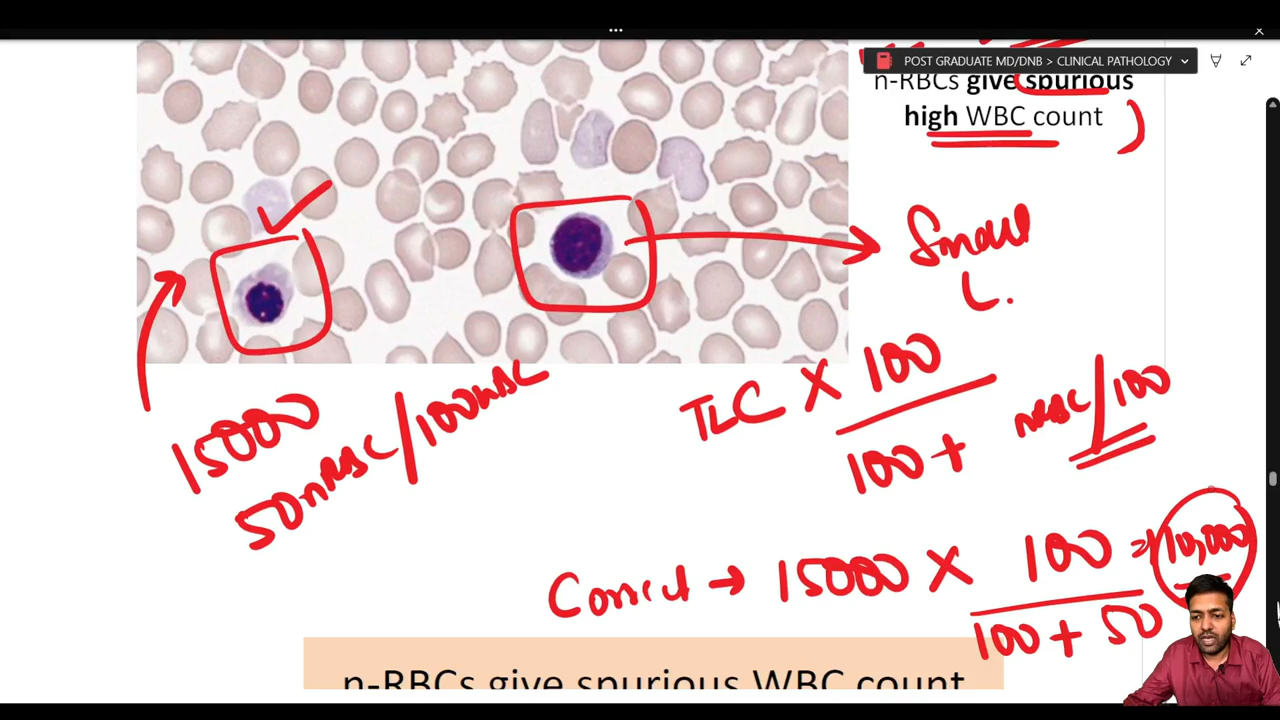 POST GRADUATE MD/DNB > CLINICAL PATHOLOGY
n-RBCs give spurious
high WBC count
Small
L.
TLC X 100
100 + nRBC/100
15000
50nRBC/100WBC
Correct → 15000 X 100 = 10,000
100 + 50
n-RBCs give spurious WBC count